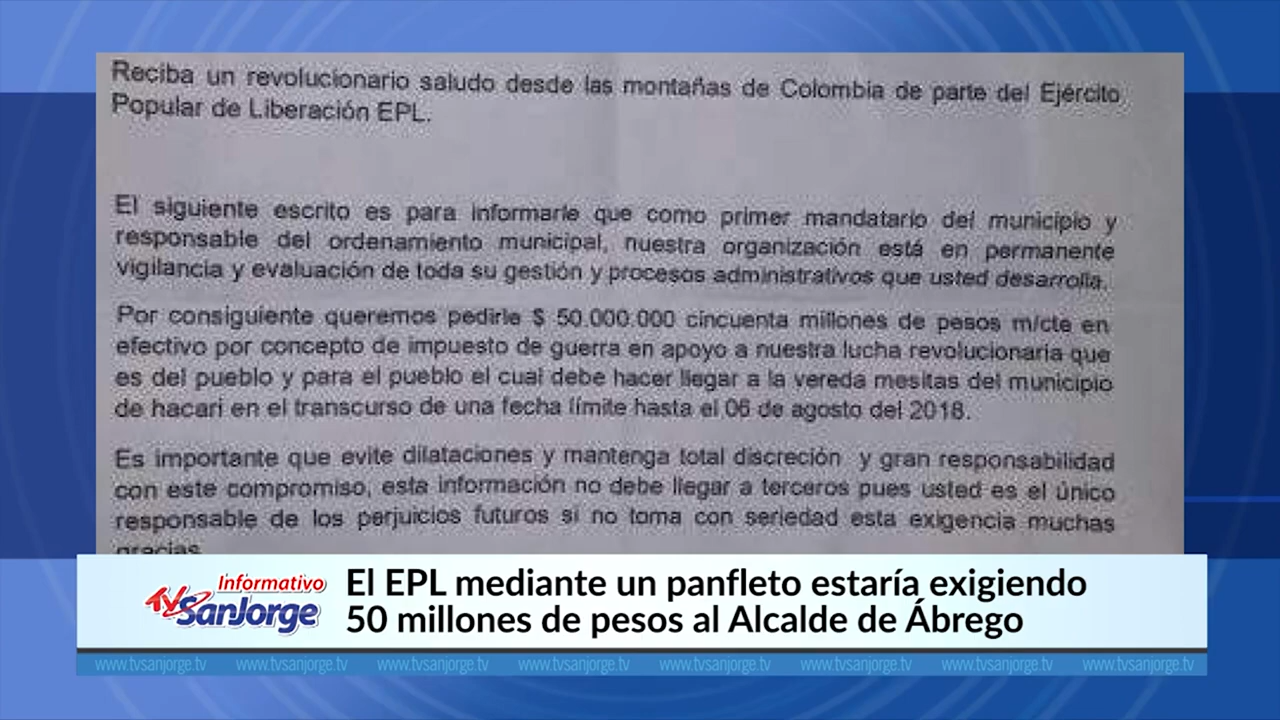 Reciba un revolucionario saludo desde las montañas de Colombia de parte del Ejército
Popular de Liberación EPL.
El siguiente escrito es para informarle que como primer mandatario del municipio y
responsable del ordenamiento municipal, nuestra organización está en permanente
vigilancia y evaluación de toda su gestión y procesos administrativos que usted desarrolla.
Por consiguiente queremos pedirle $ 50.000.000 cincuenta millones de pesos m/cte en
efectivo por concepto de impuesto de guerra en apoyo a nuestra lucha revolucionaria que
es del pueblo y para el pueblo el cual debe hacer llegar a la vereda mesitas del municipio
de hacari en el transcurso de una fecha límite hasta el 06 de agosto del 2018.
Es importante que evite dilataciones y mantenga total discreción y gran responsabilidad
con este compromiso, esta información no debe llegar a terceros pues usted es el único
responsable de los perjuicios futuros si no toma con seriedad esta exigencia muchas
gracias
Informativo
TV SanJorge
El EPL mediante un panfleto estaría exigiendo
50 millones de pesos al Alcalde de Ábrego
www.tvsanjorge.tv www.tvsanjorge.tv www.tvsanjorge.tv www.tvsanjorge.tv www.tvsanjorge.tv www.tvsanjorge.tv www.tvsanjorge.tv www.tvsanjorge.tv